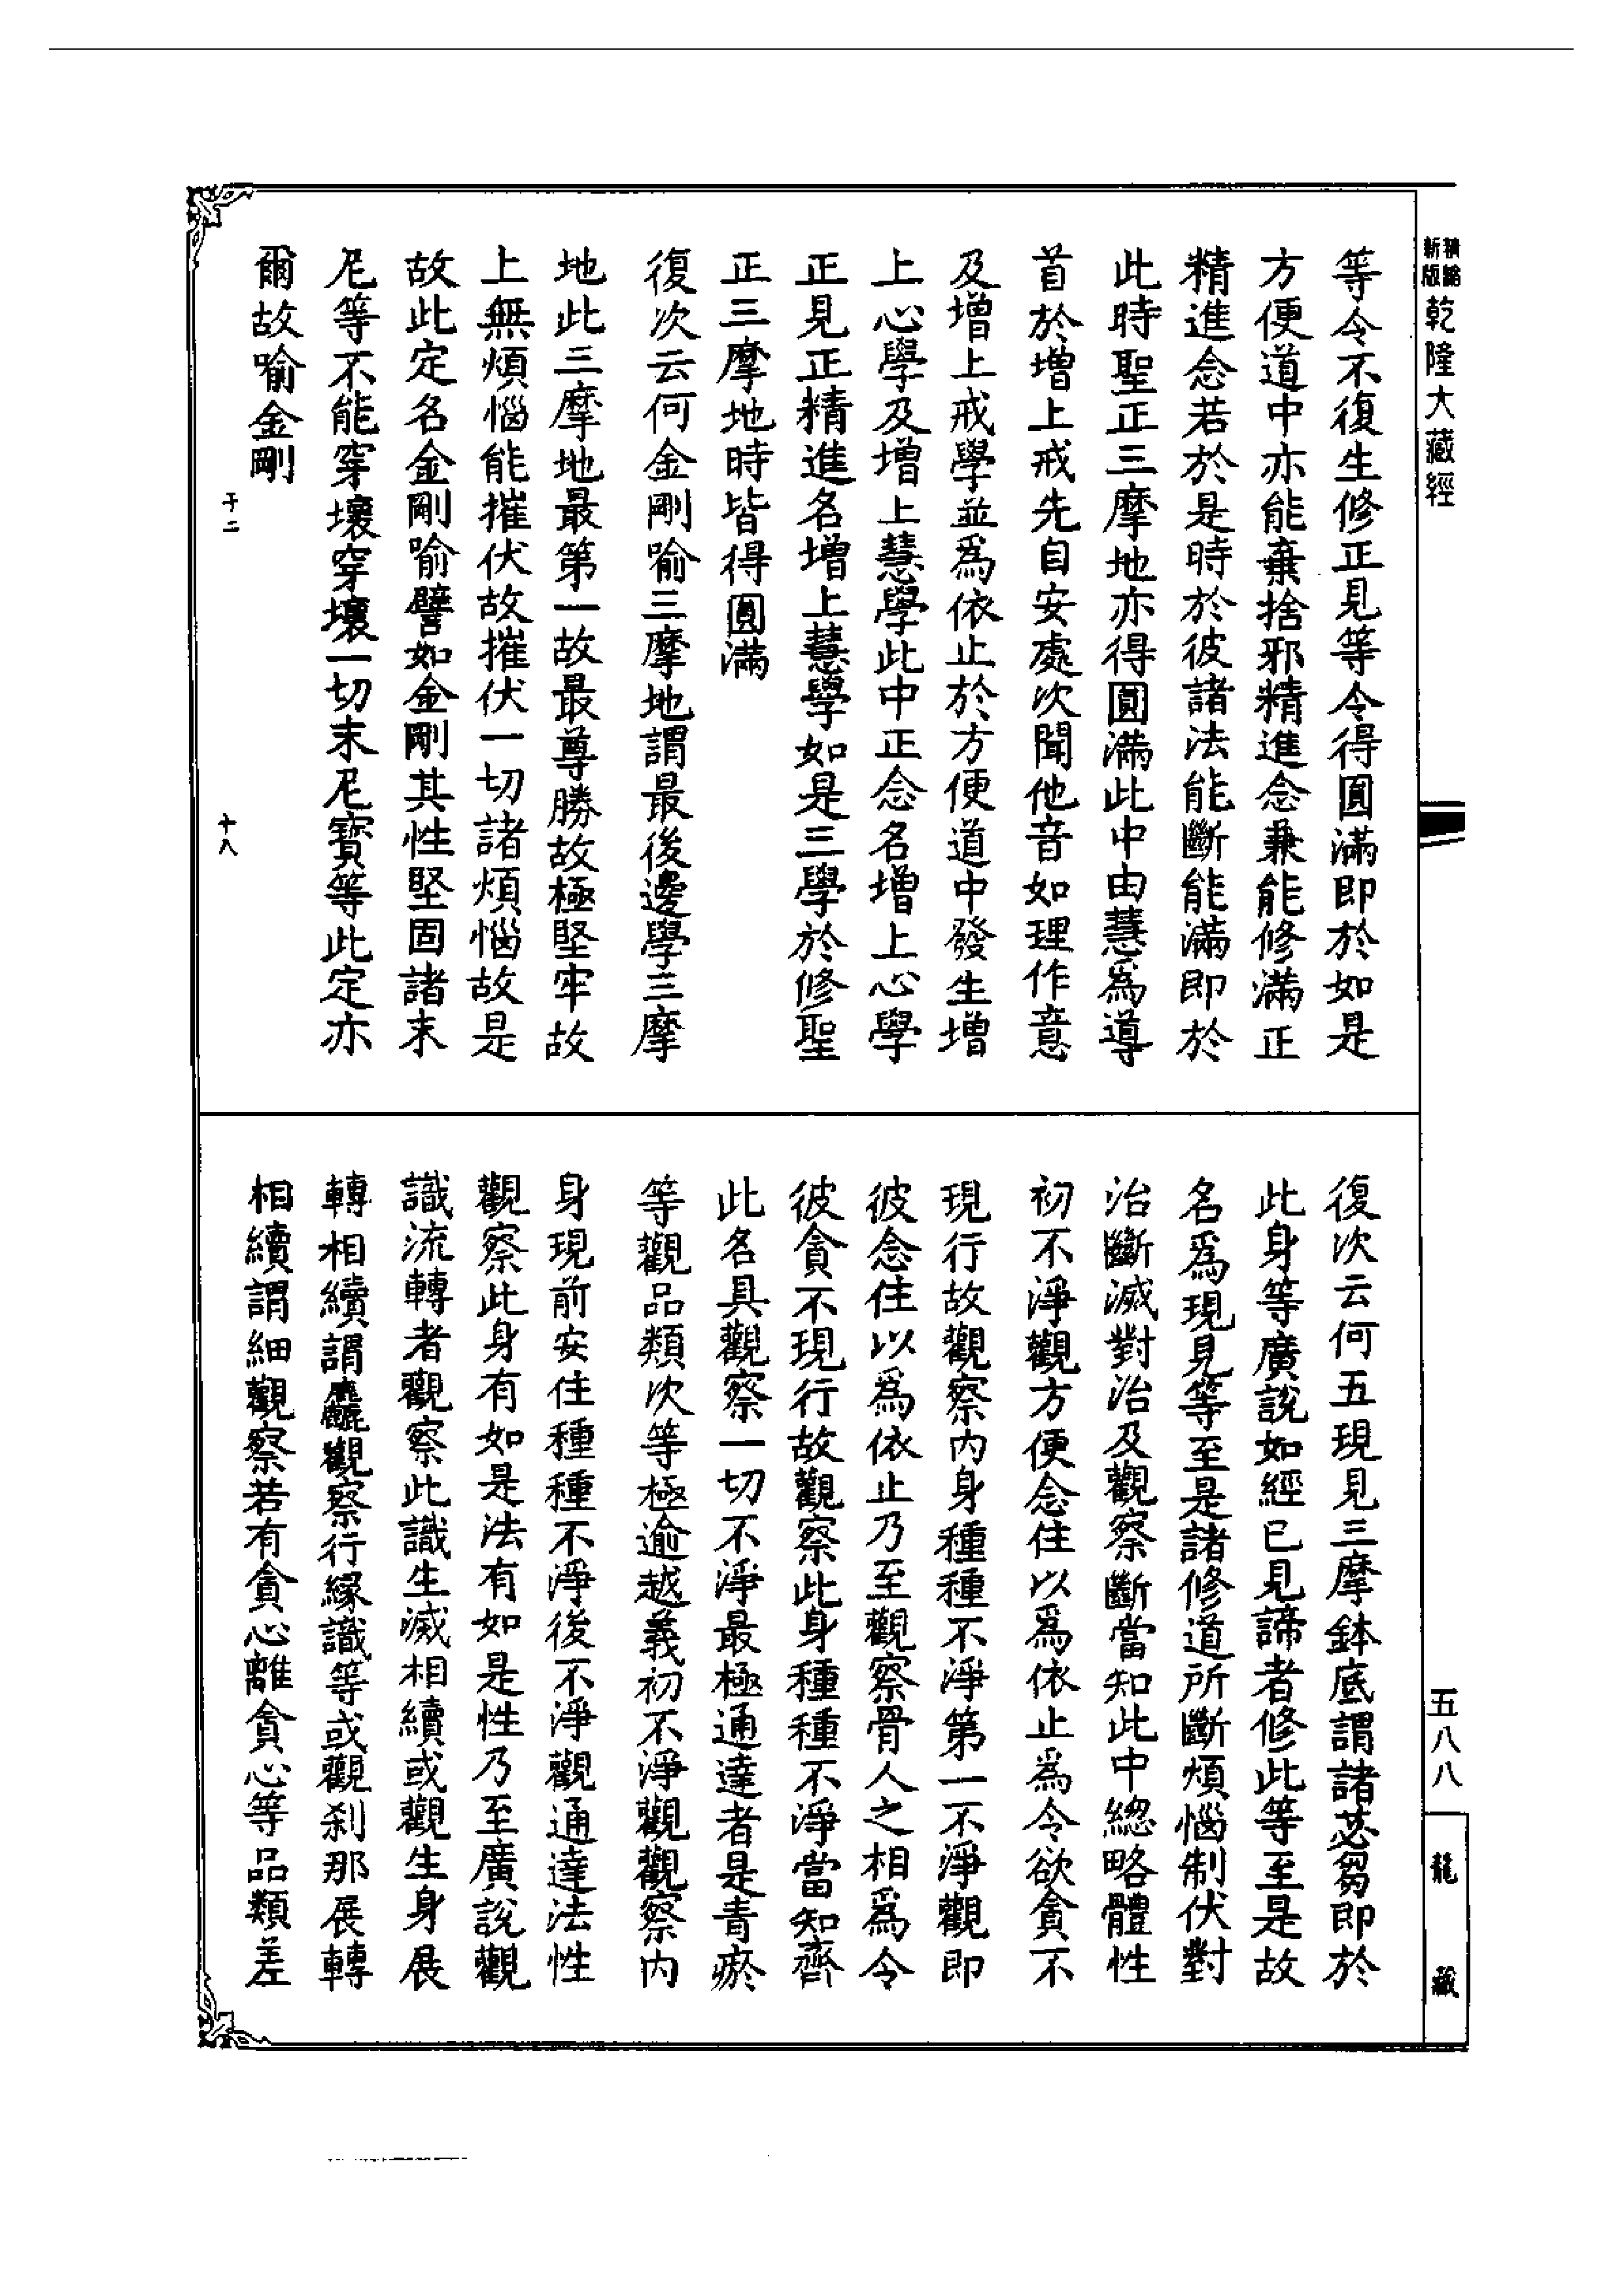 精縮新版乾隆大藏經
等令不復生修正見等令得圓滿即於如是
方便道中亦能棄捨邪精進念兼能修滿正
精進念若於是時於彼諸法能斷能滿即於
此時聖正三摩地亦得圓滿此中由慧為導
首於增上戒先自安處次聞他音如理作意
及增上戒學並為依止於方便道中發生增
上心學及增上慧學此中正念名增上心學
正見正精進名增上慧學如是三學於修聖
正三摩地時皆得圓滿
復次云何金剛喻三摩地謂最後邊學三摩
地此三摩地最第一故最尊勝故極堅牢故
上無煩惱能摧伏故摧伏一切諸煩惱故是
故此定名金剛喻譬如金剛其性堅固諸末
尼等不能穿壞穿壞一切末尼寶等此定亦
爾故喻金剛
于二
十八
復次云何五現見三摩鉢底謂諸苾芻即於
此身等廣說如經已見諦者修此等至是故
名為現見等至是諸修道所斷煩惱制伏對
治斷滅對治及觀察斷當知此中總略體性
初不淨觀方便念住以為依止為令欲貪不
現行故觀察內身種種不淨第一不淨觀即
彼念住以為依止乃至觀察骨人之相為令
彼貪不現行故觀察此身種種不淨當知齊
此名具觀察一切不淨最極通達者是青瘀
等觀品類次等極逾越義初不淨觀觀察內
身現前安住種種不淨後不淨觀通達法性
觀察此身有如是法有如是性乃至廣說觀
識流轉者觀察此識生滅相續或觀生身展
轉相續謂麤觀察行緣識等或觀剎那展轉
相續謂細觀察若有貪心離貪心等品類差
五八八
龍藏